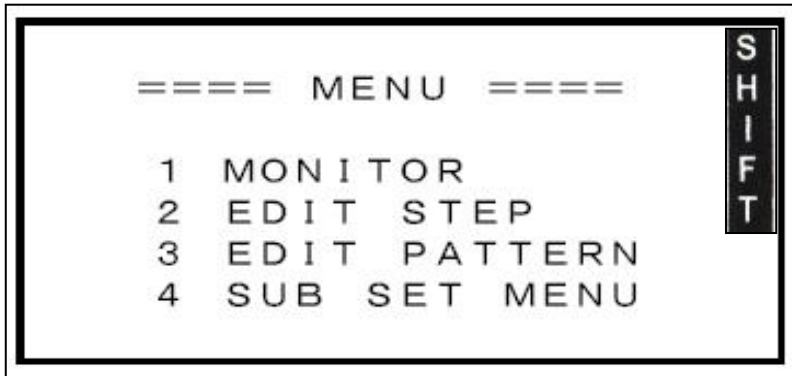 ==== MENU ====
1 MONITOR
2 EDIT STEP
3 EDIT PATTERN
4 SUB SET MENU
SHIFT